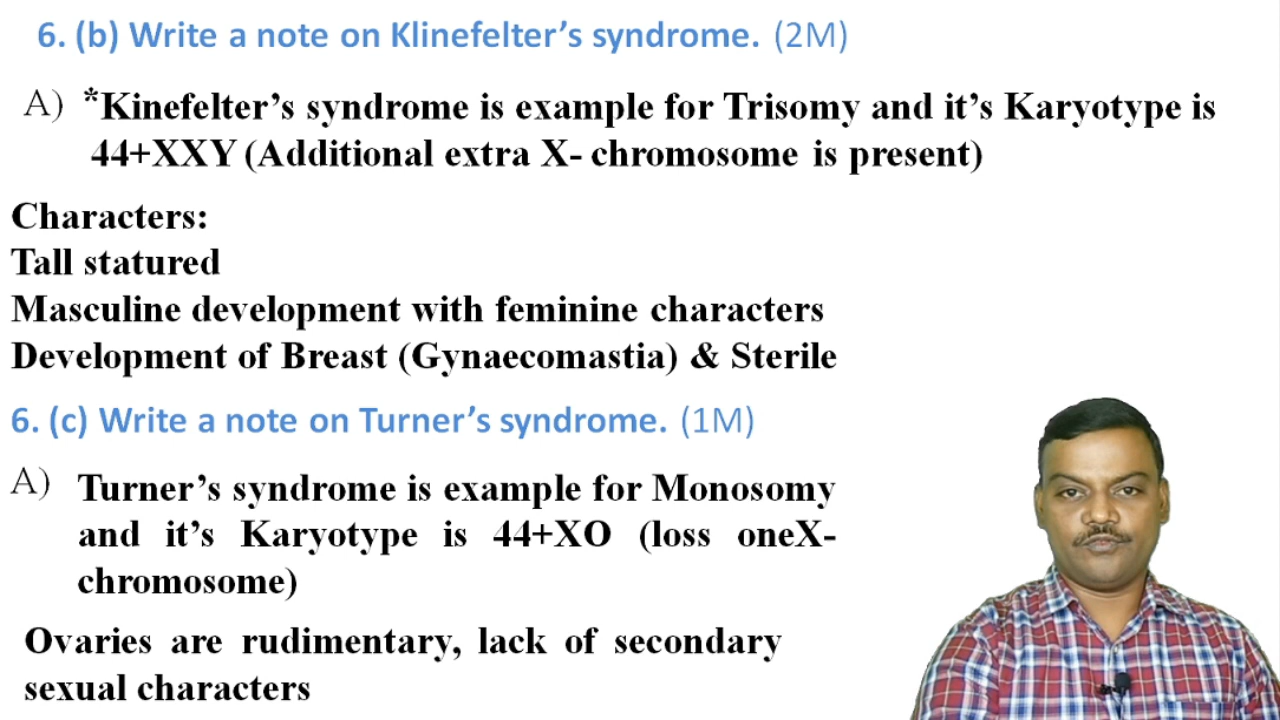 6. (b) Write a note on Klinefelter’s syndrome. (2M)
A) *Kinefelter’s syndrome is example for Trisomy and it’s Karyotype is
44+XXY (Additional extra X- chromosome is present)
Characters:
Tall statured
Masculine development with feminine characters
Development of Breast (Gynaecomastia) & Sterile
6. (c) Write a note on Turner’s syndrome. (1M)
A) Turner’s syndrome is example for Monosomy
and it’s Karyotype is 44+XO (loss oneX-
chromosome)
Ovaries are rudimentary, lack of secondary
sexual characters